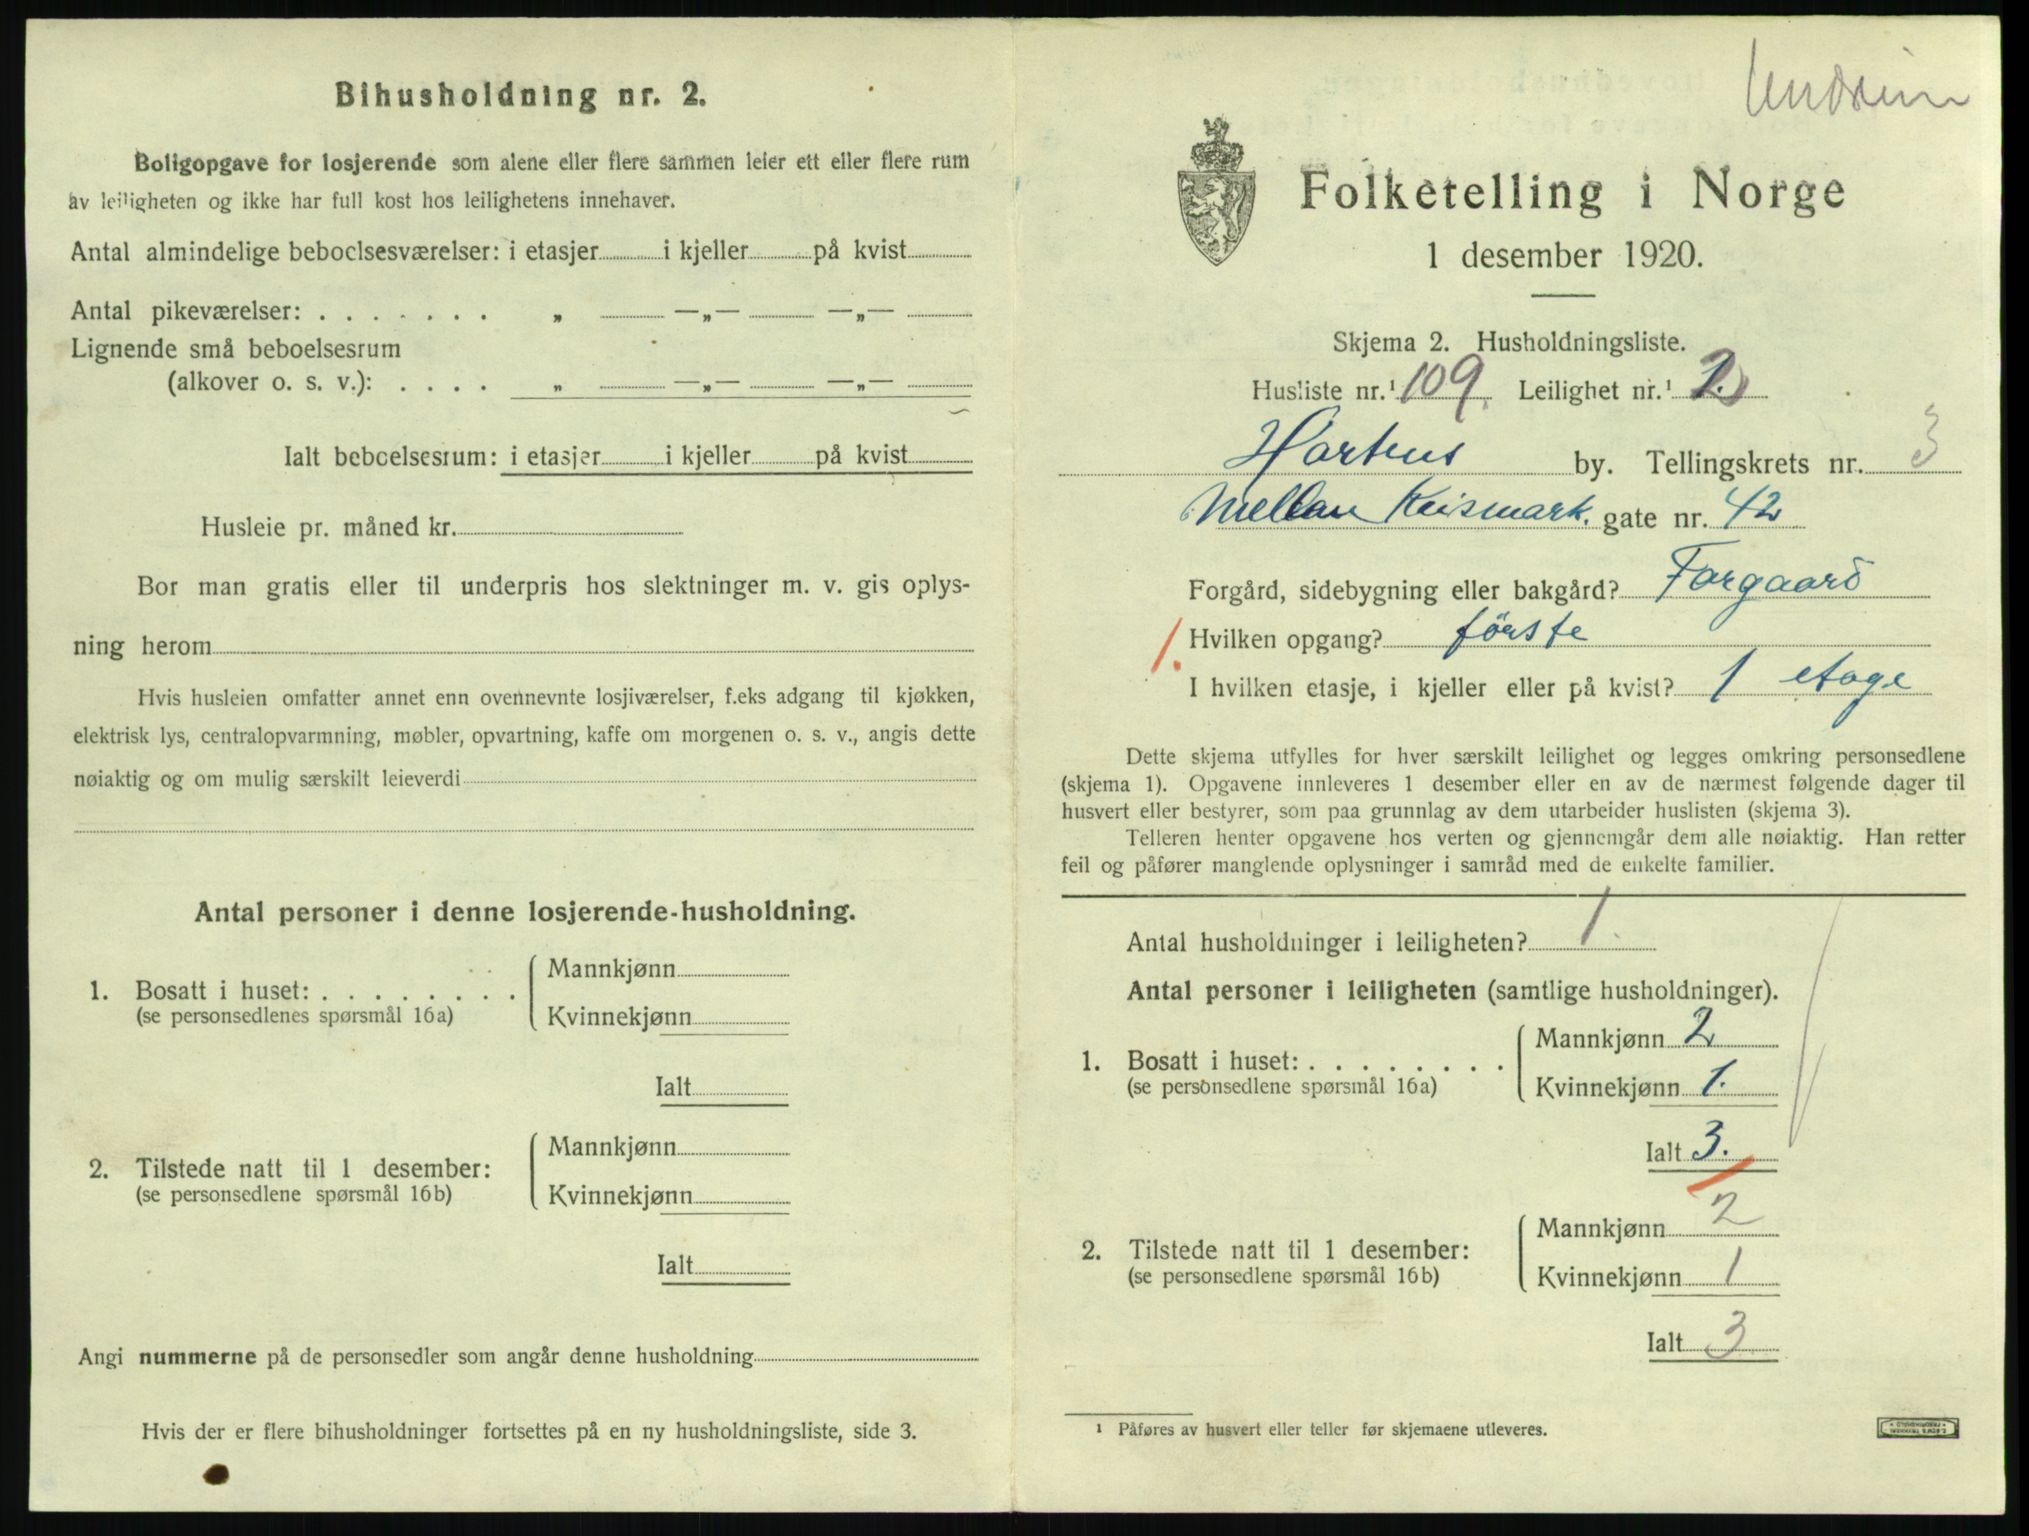 Bihusholdning nr. 2.
Boligopgave for losjerende som alene eller flere sammen leier ett eller flere rum
av leiligheten og ikke har full kost hos leilighetens innehaver.
Antal almindelige beboelsesværelser: i etasjer i kjeller på kvist
Antal pikeværelser: . . . . . . . „ —„— —„—
Lignende små beboelsesrum
(alkover o. s. v.): . . . . „ —„— —„—
Ialt beboelsesrum: i etasjer i kjeller på kvist
Husleie pr. måned kr.
Bor man gratis eller til underpris hos slektninger m. v. gis oplys-
ning herom
Hvis husleien omfatter annet enn ovennevnte losjiværelser, f.eks adgang til kjøkken,
elektrisk lys, centralopvarmning, møbler, opvartning, kaffe om morgenen o. s. v., angis dette
nøiaktig og om mulig særskilt leieverdi
Antal personer i denne losjerende-husholdning.
1. Bosatt i huset: . . . . . . . . Mannkjønn
(se personsedlenes spørsmål 16a) Kvinnekjønn
Ialt
2. Tilstede natt til 1 desember: Mannkjønn
(se personsedlene spørsmål 16b) Kvinnekjønn
Ialt
Angi nummerne på de personsedler som angår denne husholdning
Hvis der er flere bihusholdninger fortsettes på en ny husholdningsliste, side 3.
Folketelling i Norge
1 desember 1920.
Skjema 2. Husholdningsliste.
Husliste nr.¹ 109. Leilighet nr.¹ 2
by. Tellingskrets nr. 3
gate nr. 42
Forgård, sidebygning eller bakgård? Forgaard
1. Hvilken opgang? første
I hvilken etasje, i kjeller eller på kvist? 1 etage
Dette skjema utfylles for hver særskilt leilighet og legges omkring personsedlene
(skjema 1). Opgavene innleveres 1 desember eller en av de nærmest følgende dager til
husvert eller bestyrer, som paa grunnlag av dem utarbeider huslisten (skjema 3).
Telleren henter opgavene hos verten og gjennemgår dem alle nøiaktig. Han retter
feil og påfører manglende oplysninger i samråd med de enkelte familier.
Antal husholdninger i leiligheten? 1.
Antal personer i leiligheten (samtlige husholdninger).
1. Bosatt i huset: . . . . . . . . Mannkjønn 2
(se personsedlene spørsmål 16a) Kvinnekjønn 1.
Ialt 3.
2. Tilstede natt til 1 desember: Mannkjønn 2
(se personsedlene spørsmål 16b) Kvinnekjønn 1
Ialt 3
¹ Påføres av husvert eller teller før skjemaene utleveres.